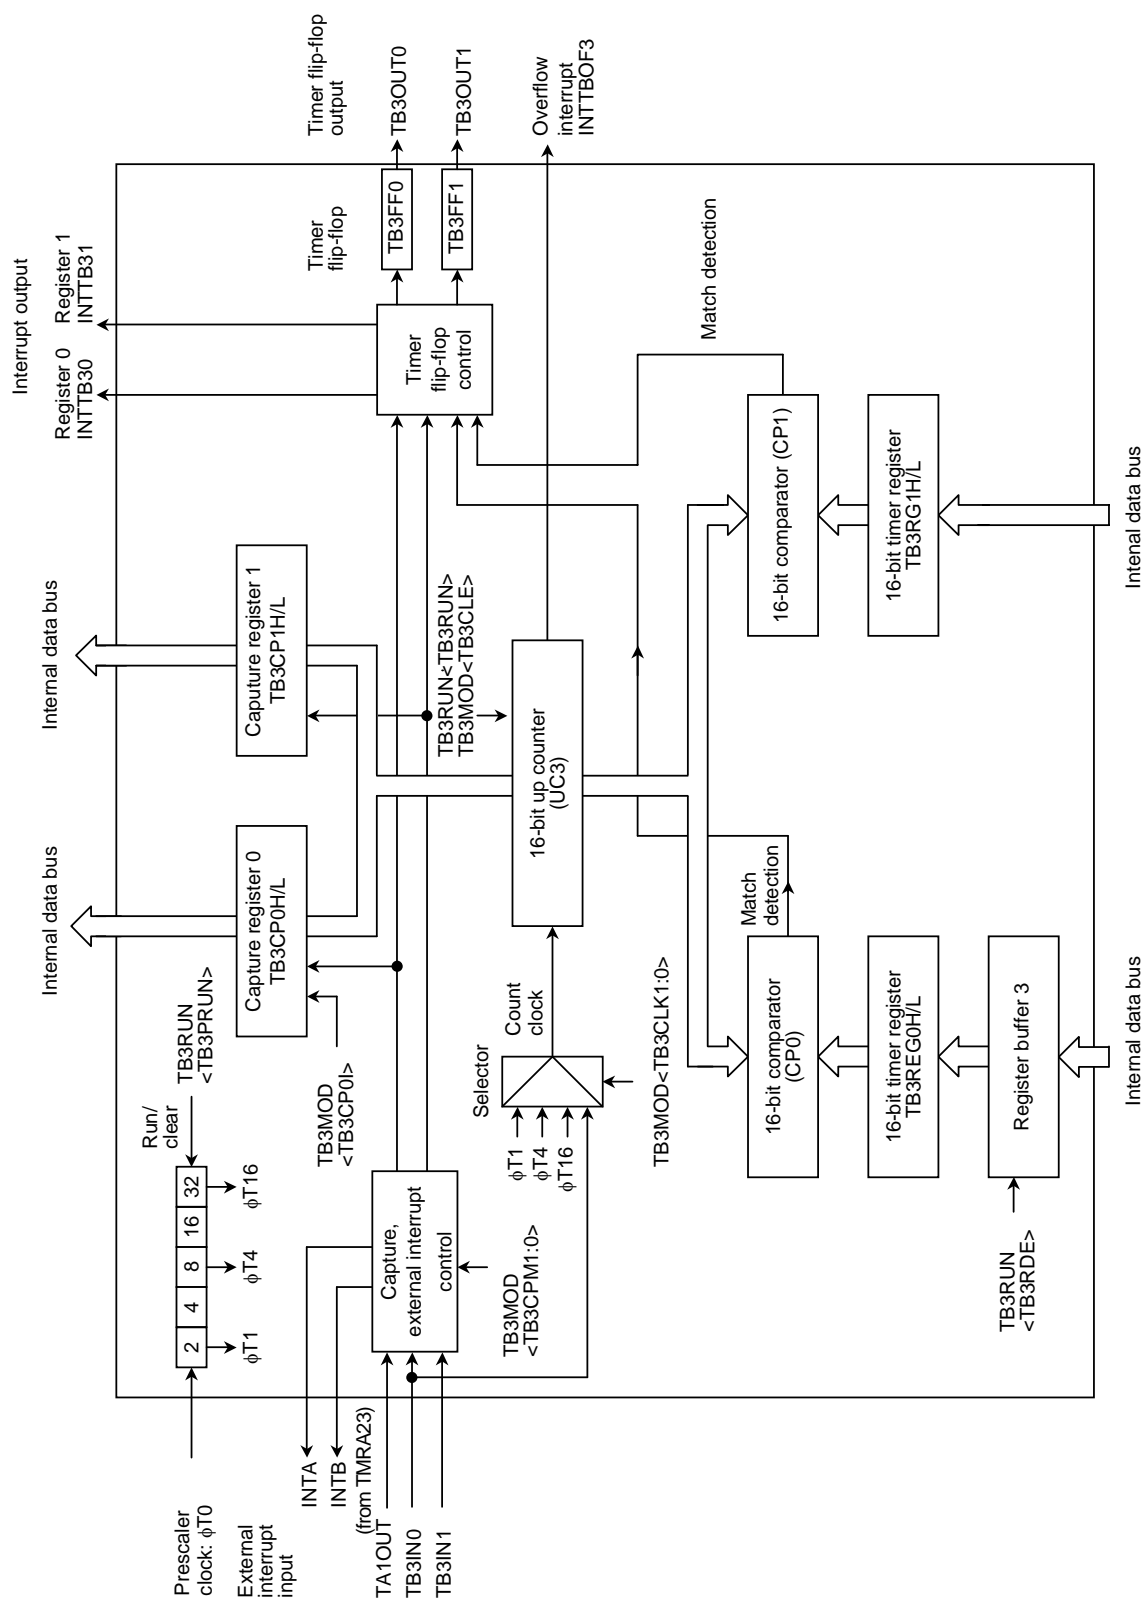 Prescaler
clock: φT0
2 4 8 16 32
φT1
φT4
φT16
Run/
clear
TB3RUN
<TB3PRUN>
Internal data bus
Internal data bus
Interrupt output
Register 0
INTTB30
Register 1
INTTB31
External
interrupt
input
INTA
INTB
(from TMRA23)
TA1OUT
TB3IN0
TB3IN1
Capture,
external interrupt
control
TB3MOD
<TB3CPM1:0>
TB3MOD
<TB3CP0I>
Capture register 0
TB3CP0H/L
Caputure register 1
TB3CP1H/L
Timer
flip-flop
control
Timer
flip-flop
TB3FF0
TB3FF1
Timer flip-flop
output
TB3OUT0
TB3OUT1
TB3RUN<TB3RUN>
TB3MOD<TB3CLE>
Selector
φT1
φT4
φT16
Count
clock
TB3MOD<TB3CLK1:0>
16-bit up counter
(UC3)
Overflow
interrupt
INTTBOF3
Match detection
Match
detection
16-bit comparator
(CP0)
16-bit comparator (CP1)
16-bit timer register
TB3REG0H/L
16-bit timer register
TB3RG1H/L
Register buffer 3
TB3RUN
<TB3RDE>
Internal data bus
Intenal data bus